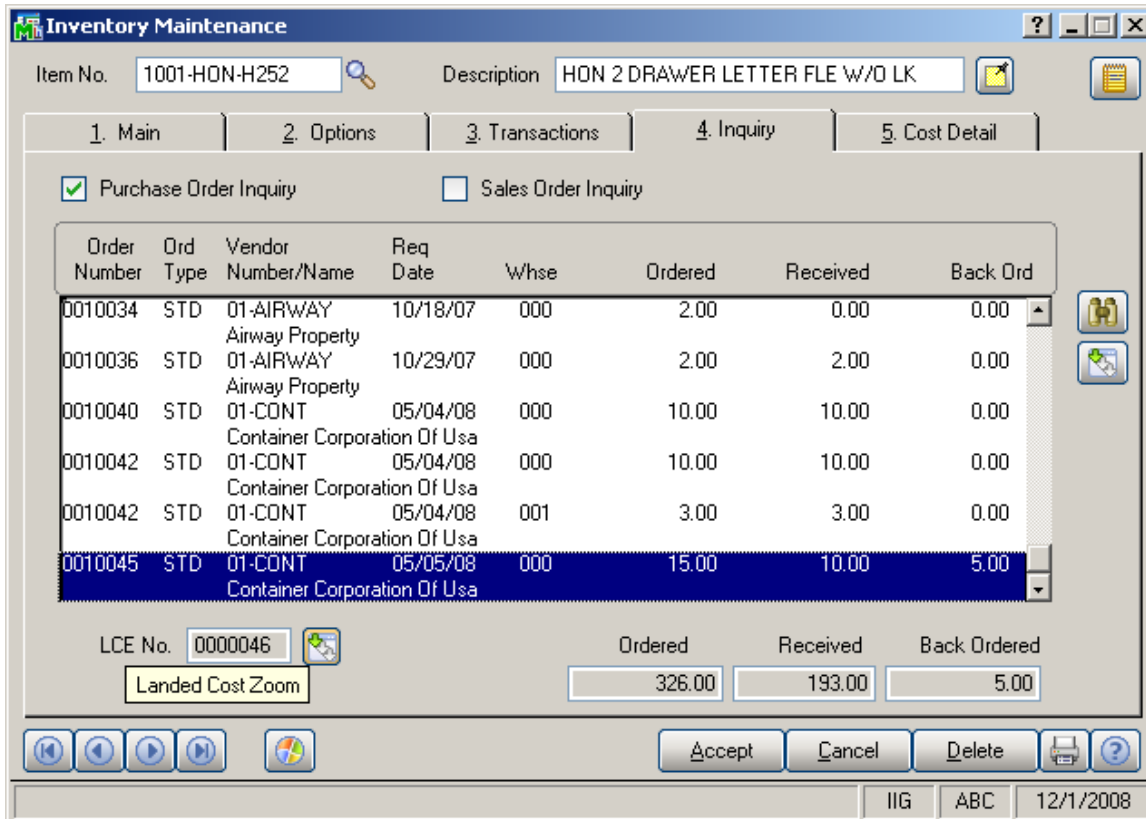 Inventory Maintenance
Item No. 1001-HON-H252 Description HON 2 DRAWER LETTER FLE W/O LK
1. Main 2. Options 3. Transactions 4. Inquiry 5. Cost Detail
Purchase Order Inquiry Sales Order Inquiry
Order Ord Vendor Req
Number Type Number/Name Date Whse Ordered Received Back Ord
0010034 STD 01-AIRWAY 10/18/07 000 2.00 0.00 0.00
Airway Property
0010036 STD 01-AIRWAY 10/29/07 000 2.00 2.00 0.00
Airway Property
0010040 STD 01-CONT 05/04/08 000 10.00 10.00 0.00
Container Corporation Of Usa
0010042 STD 01-CONT 05/04/08 000 10.00 10.00 0.00
Container Corporation Of Usa
0010042 STD 01-CONT 05/04/08 001 3.00 3.00 0.00
Container Corporation Of Usa
0010045 STD 01-CONT 05/05/08 000 15.00 10.00 5.00
Container Corporation Of Usa
LCE No. 0000046 Ordered Received Back Ordered
Landed Cost Zoom 326.00 193.00 5.00
Accept Cancel Delete
IIG ABC 12/1/2008